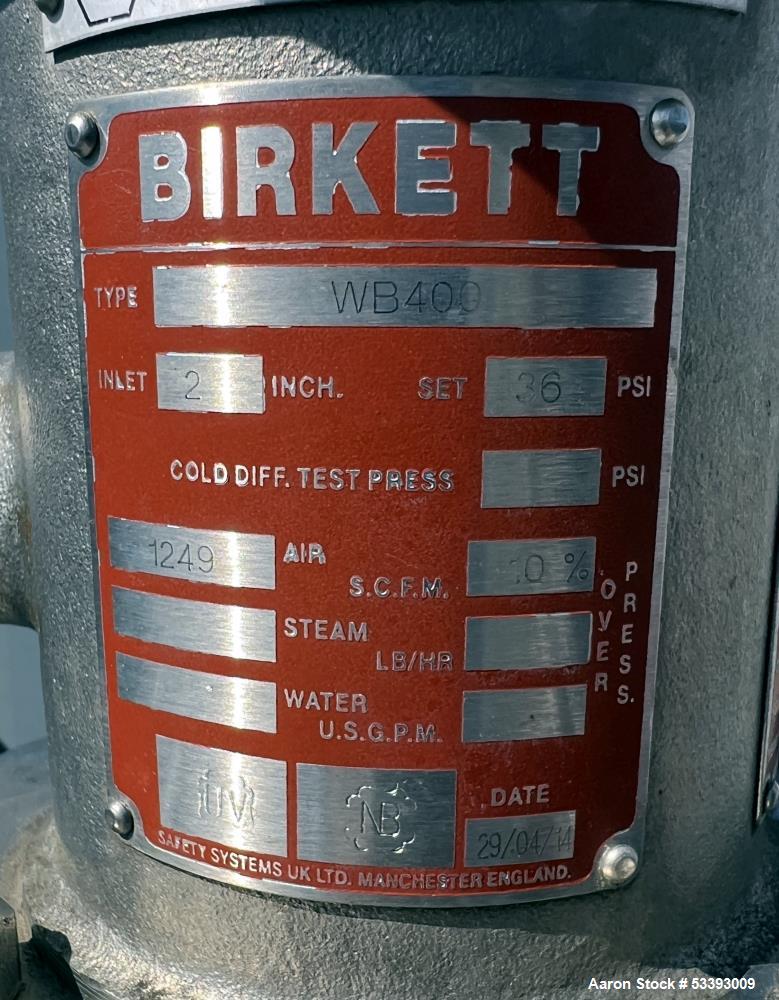 BIRKETT
TYPE WB400
INLET 2 INCH. SET 36 PSI
COLD DIFF. TEST PRESS PSI
1249 AIR
S.C.F.M. 10 %
STEAM
LB/HR
WATER
U.S.G.P.M.
OVER
PRESS.
UV NB
DATE
29/04/14
SAFETY SYSTEMS UK LTD. MANCHESTER ENGLAND.
Aaron Stock # 53393009